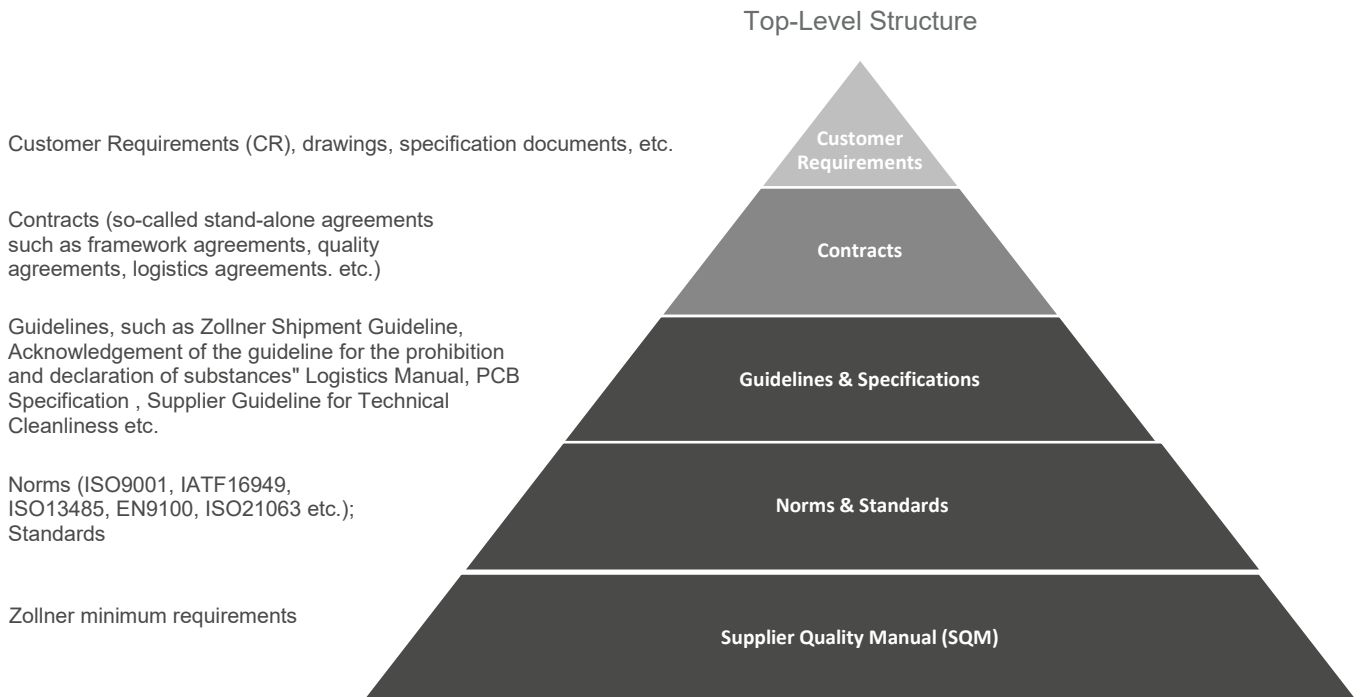 Top-Level Structure
Customer Requirements (CR), drawings, specification documents, etc.
Customer
Requirements
Contracts (so-called stand-alone agreements
such as framework agreements, quality
agreements, logistics agreements. etc.)
Contracts
Guidelines, such as Zollner Shipment Guideline,
Acknowledgement of the guideline for the prohibition
and declaration of substances" Logistics Manual, PCB
Specification , Supplier Guideline for Technical
Cleanliness etc.
Guidelines & Specifications
Norms (ISO9001, IATF16949,
ISO13485, EN9100, ISO21063 etc.);
Standards
Norms & Standards
Zollner minimum requirements
Supplier Quality Manual (SQM)